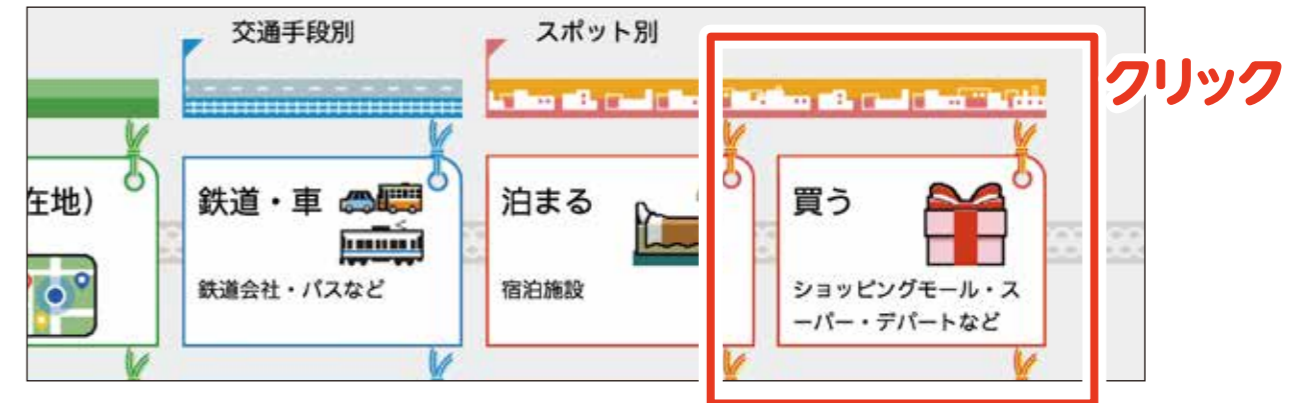 交通手段別
スポット別
クリック
在地)
鉄道・車
鉄道会社・バスなど
泊まる
宿泊施設
買う
ショッピングモール・ス
ーパー・デパートなど